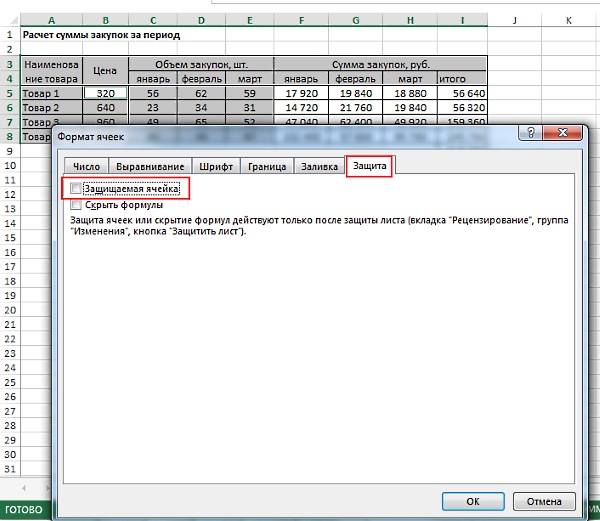 A B C D E F G H I J K
1 Расчет суммы закупок за период
2
3 Наименова Цена Объем закупок, шт. Сумма закупок, руб.
4 ние товара январь февраль март январь февраль март итого
5 Товар 1 320 56 62 59 17 920 19 840 18 880 56 640
6 Товар 2 640 23 34 31 14 720 21 760 19 840 56 320
7 Товар 3 960 49 65 52 47 040 62 400 49 920 159 360
8 Товар
Формат ячеек
9
10
Число Выравнивание Шрифт Граница Заливка Защита
11
Защищаемая ячейка
12
Скрыть формулы
13
Защита ячеек или скрытие формул действуют только после защиты листа (вкладка "Рецензирование", группа
14
"Изменения", кнопка "Защитить лист").
15
16
17
18
19
20
21
22
23
24
25
26
27
28
29
30
31
ГОТОВО
ОК Отмена